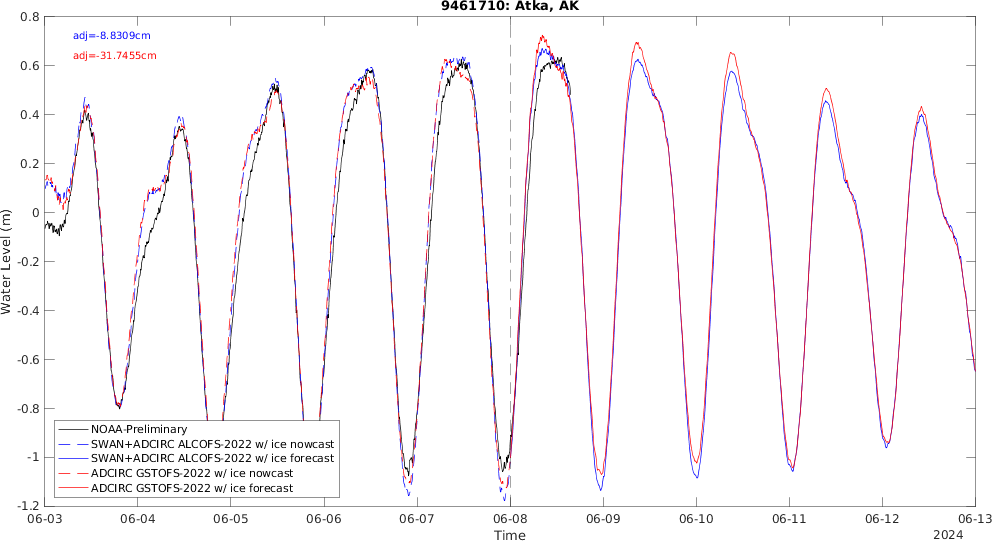 9461710: Atka, AK
adj=-8.8309cm
adj=-31.7455cm
0.8
0.6
0.4
0.2
0
-0.2
-0.4
-0.6
-0.8
-1
-1.2
Water Level (m)
NOAA-Preliminary
SWAN+ADCIRC ALCOFS-2022 w/ ice nowcast
SWAN+ADCIRC ALCOFS-2022 w/ ice forecast
ADCIRC GSTOFS-2022 w/ ice nowcast
ADCIRC GSTOFS-2022 w/ ice forecast
06-03 06-04 06-05 06-06 06-07 06-08 06-09 06-10 06-11 06-12 06-13
Time
2024